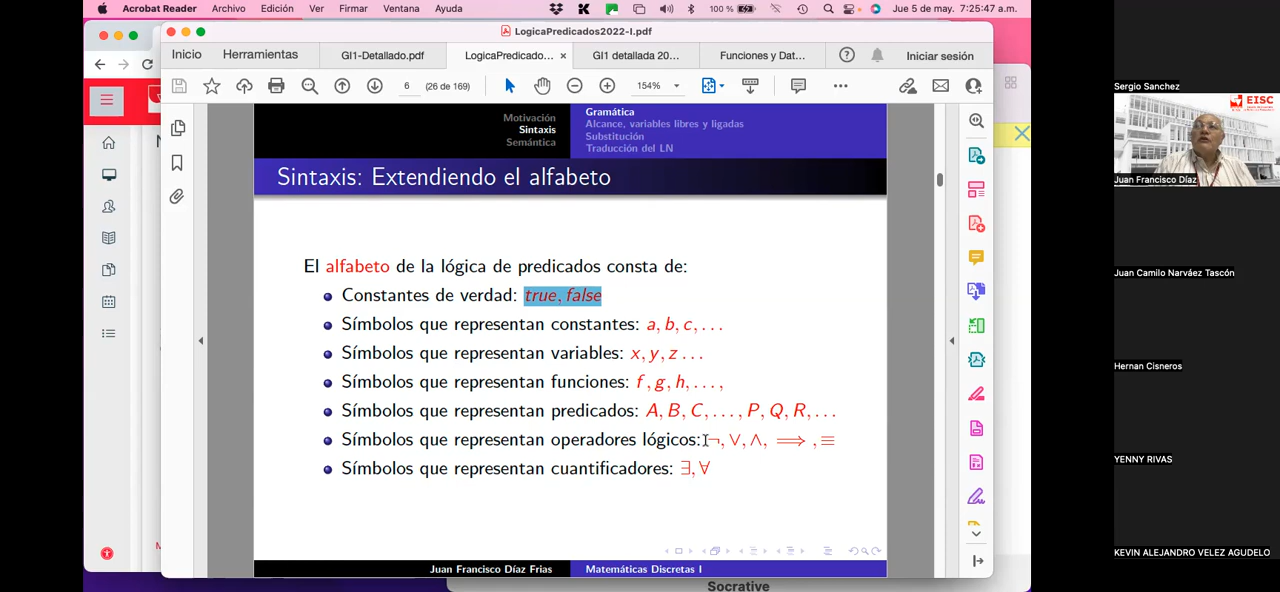 Acrobat Reader Archivo Edición Ver Firmar Ventana Ayuda 100 % Jue 5 de may. 7:25:47 a.m.
LogicaPredicados2022-I.pdf
Inicio Herramientas GI1-Detallado.pdf LogicaPredicado... × GI1 detallada 20... Funciones y Dat... Iniciar sesión
6 (26 de 169) 154%
Motivación
Sintaxis
Semántica
Gramática
Alcance, variables libres y ligadas
Substitución
Traducción del LN
Sintaxis: Extendiendo el alfabeto
El alfabeto de la lógica de predicados consta de:
Constantes de verdad: true, false
Símbolos que representan constantes: a, b, c, . . .
Símbolos que representan variables: x, y, z . . .
Símbolos que representan funciones: f, g, h, . . . ,
Símbolos que representan predicados: A, B, C, . . . , P, Q, R, . . .
Símbolos que representan operadores lógicos: ¬, ∨, ∧, ⟹ , ≡
Símbolos que representan cuantificadores: ∃, ∀
Juan Francisco Díaz Frias Matemáticas Discretas I
Socrative
Sergio Sanchez
EISC
Juan Francisco Díaz
Juan Camilo Narváez Tascón
Hernan Cisneros
YENNY RIVAS
KEVIN ALEJANDRO VELEZ AGUDELO